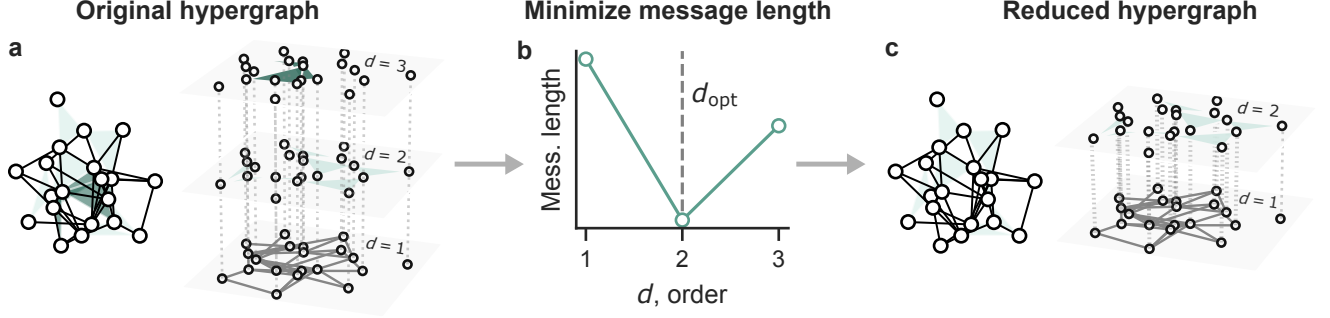 Original hypergraph
Minimize message length
Reduced hypergraph
a
d = 3
d = 2
d = 1
b
Mess. length
d_opt
1 2 3
d, order
c
d = 2
d = 1